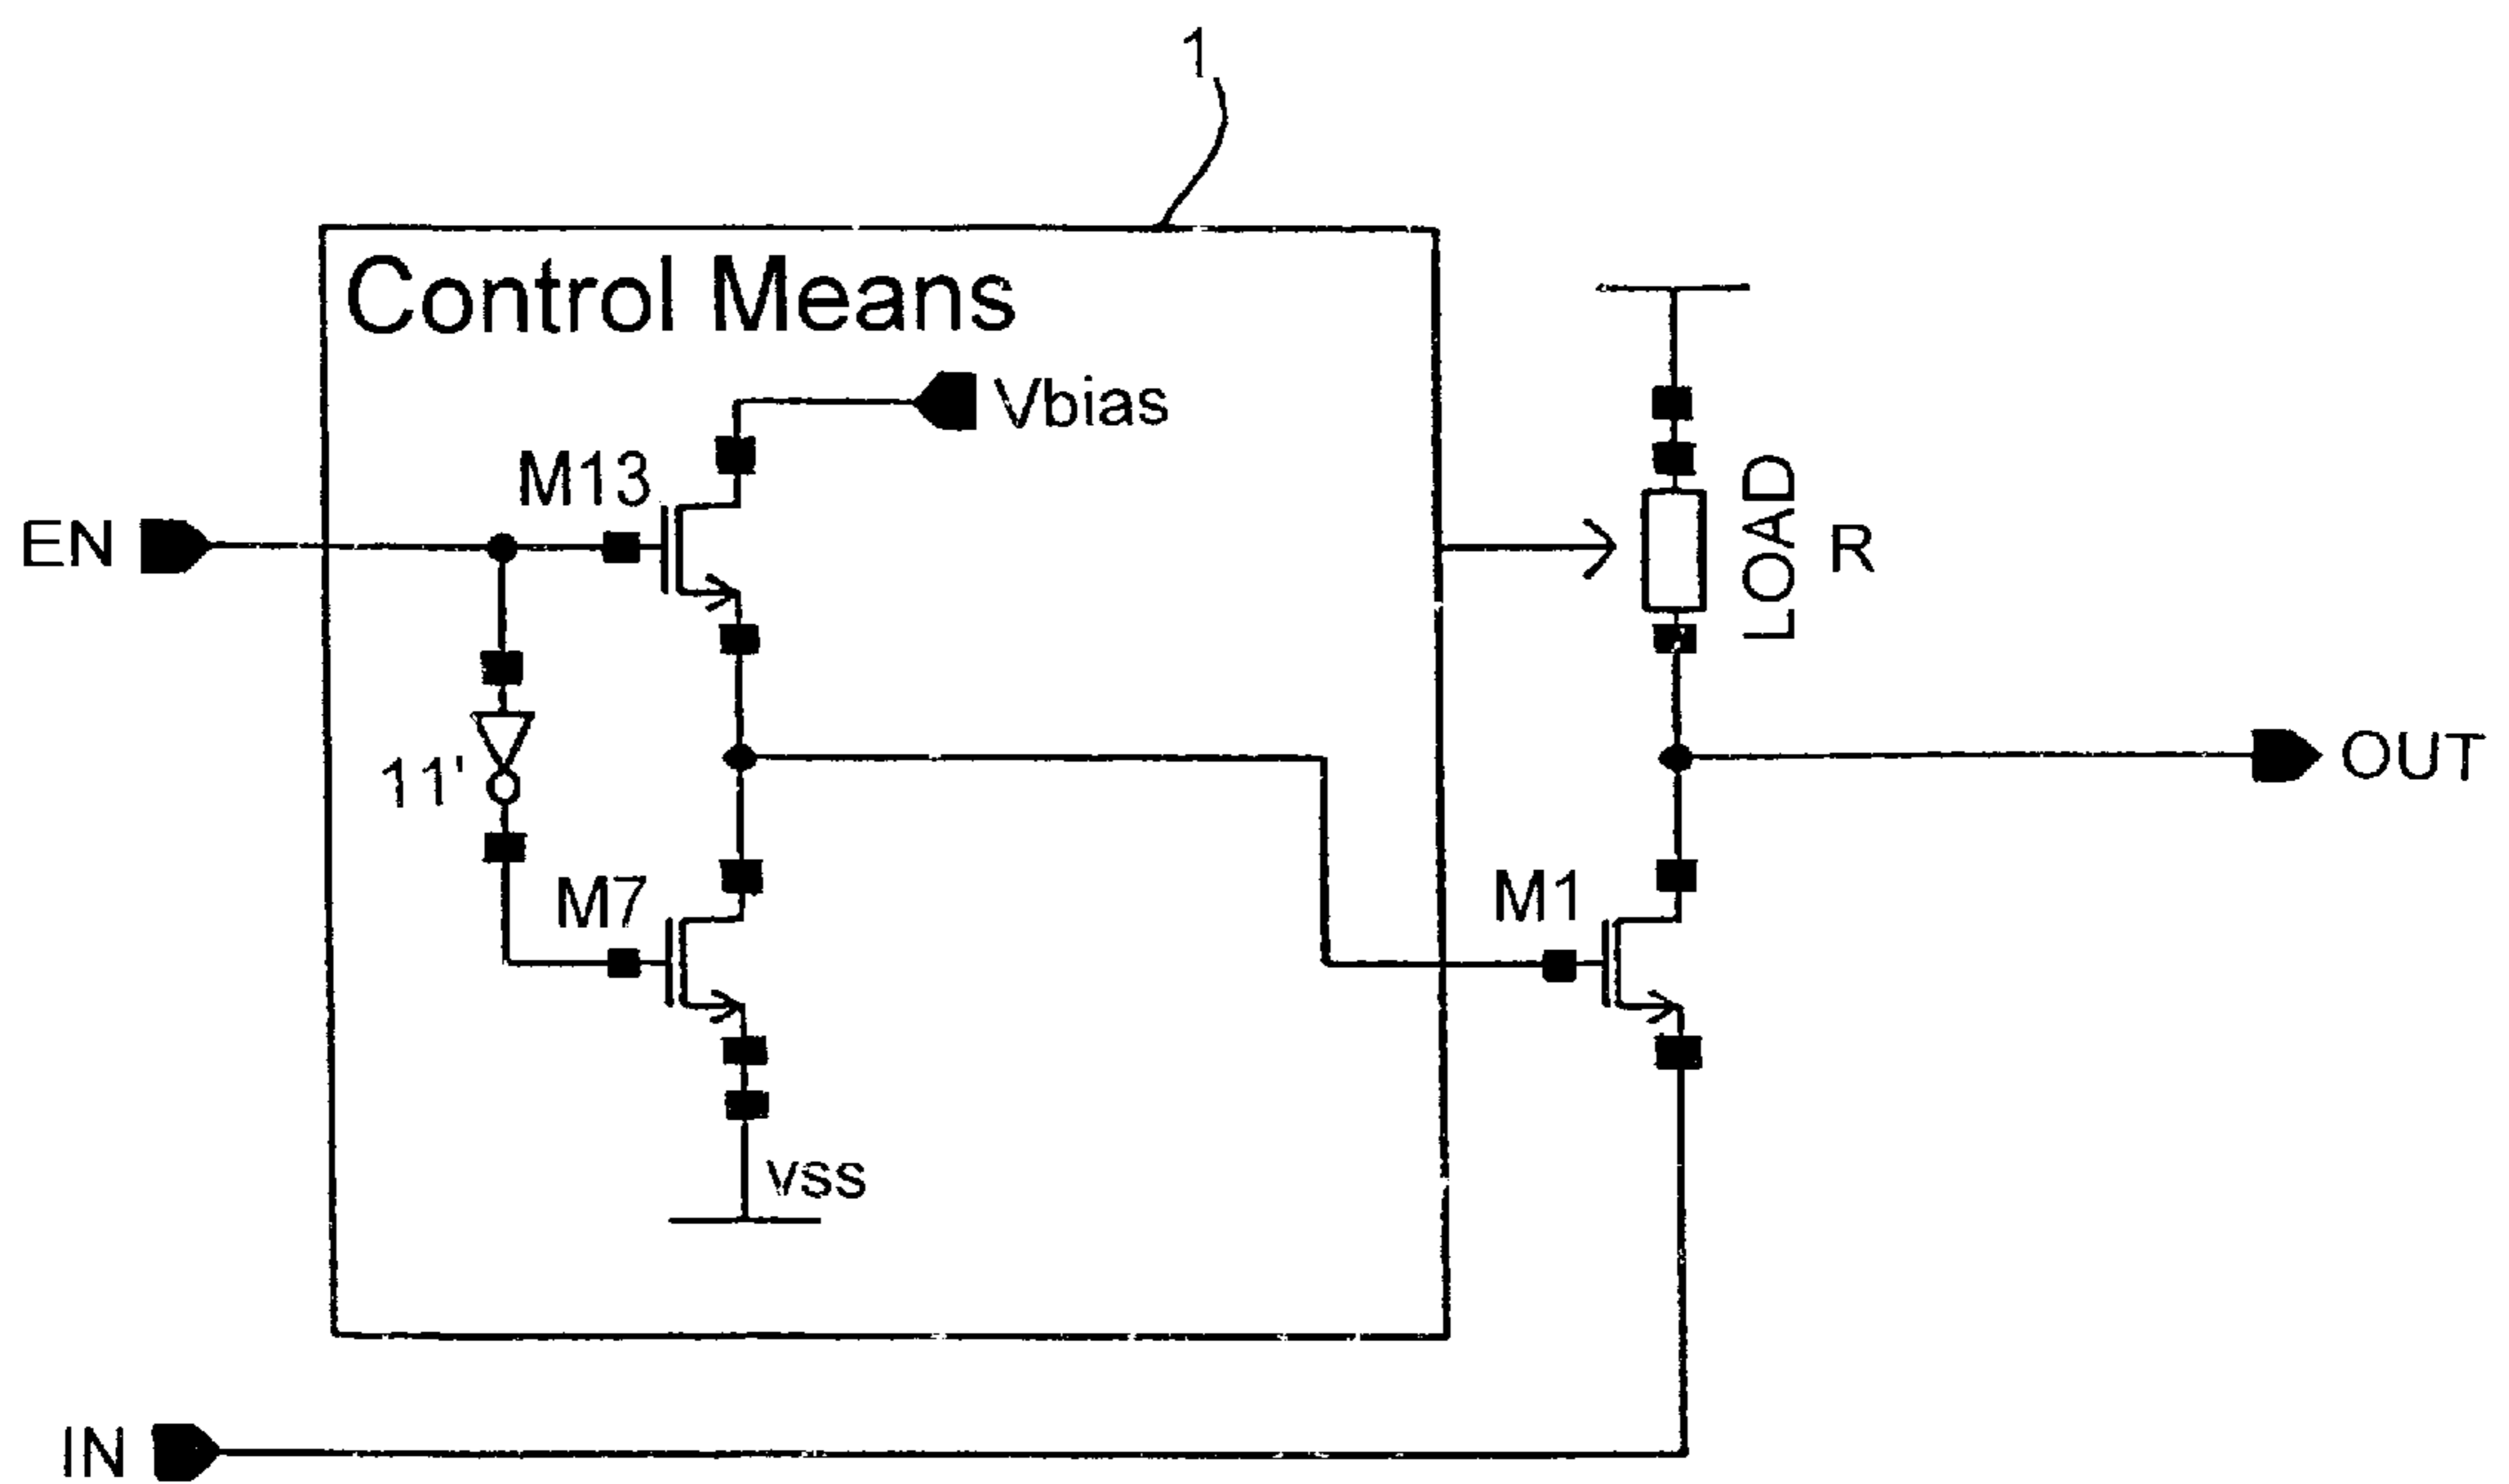 1
Control Means
Vbias
M13
EN
LOAD
R
11'
OUT
M7
M1
vss
IN